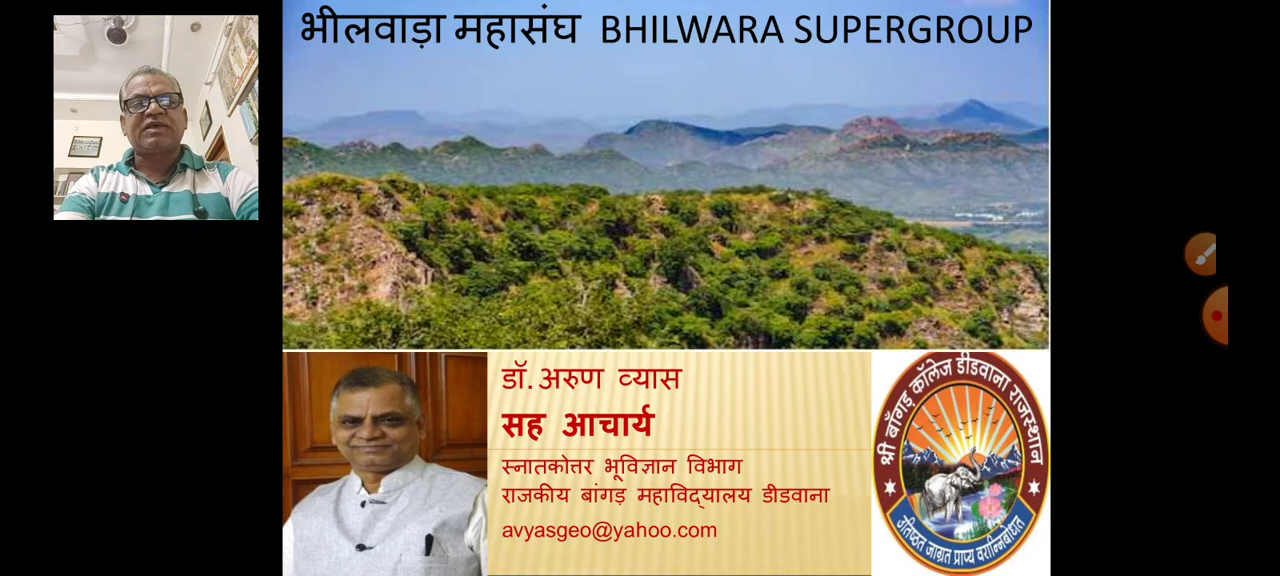 भीलवाड़ा महासंघ BHILWARA SUPERGROUP
डॉ. अरुण व्यास
सह आचार्य
स्नातकोत्तर भूविज्ञान विभाग
राजकीय बांगड़ महाविद्यालय डीडवाना
avyasgeo@yahoo.com
श्री बाँगड़ कॉलेज डीडवाना राजस्थान
उतिष्ठत जाग्रत प्राप्य वरान्निबोधत